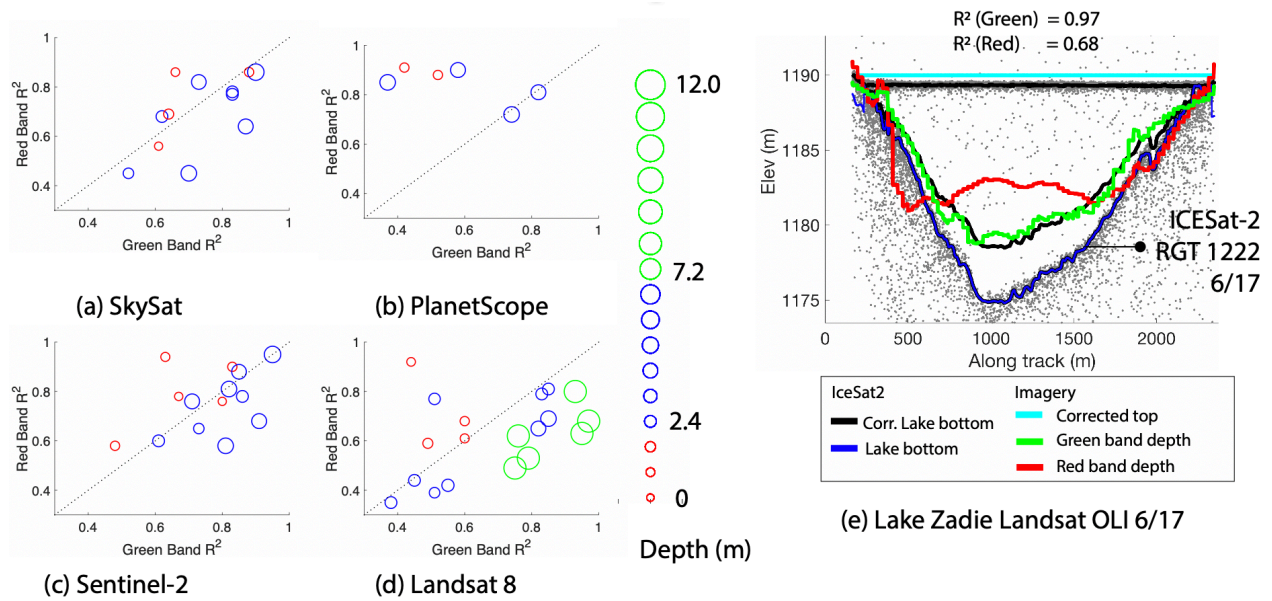 1
0.8
0.6
0.4
Red Band R²
0.4
0.6
0.8
1
Green Band R²
(a) SkySat
1
0.8
0.6
0.4
Red Band R²
0.4
0.6
0.8
1
Green Band R²
(b) PlanetScope
1
0.8
0.6
0.4
Red Band R²
0.4
0.6
0.8
1
Green Band R²
(c) Sentinel-2
1
0.8
0.6
0.4
Red Band R²
0.4
0.6
0.8
1
Green Band R²
(d) Landsat 8
12.0
7.2
2.4
0
Depth (m)
R² (Green) = 0.97
R² (Red) = 0.68
1190
1185
1180
1175
Elev (m)
0
500
1000
1500
2000
Along track (m)
ICESat-2
RGT 1222
6/17
IceSat2
Corr. Lake bottom
Lake bottom
Imagery
Corrected top
Green band depth
Red band depth
(e) Lake Zadie Landsat OLI 6/17